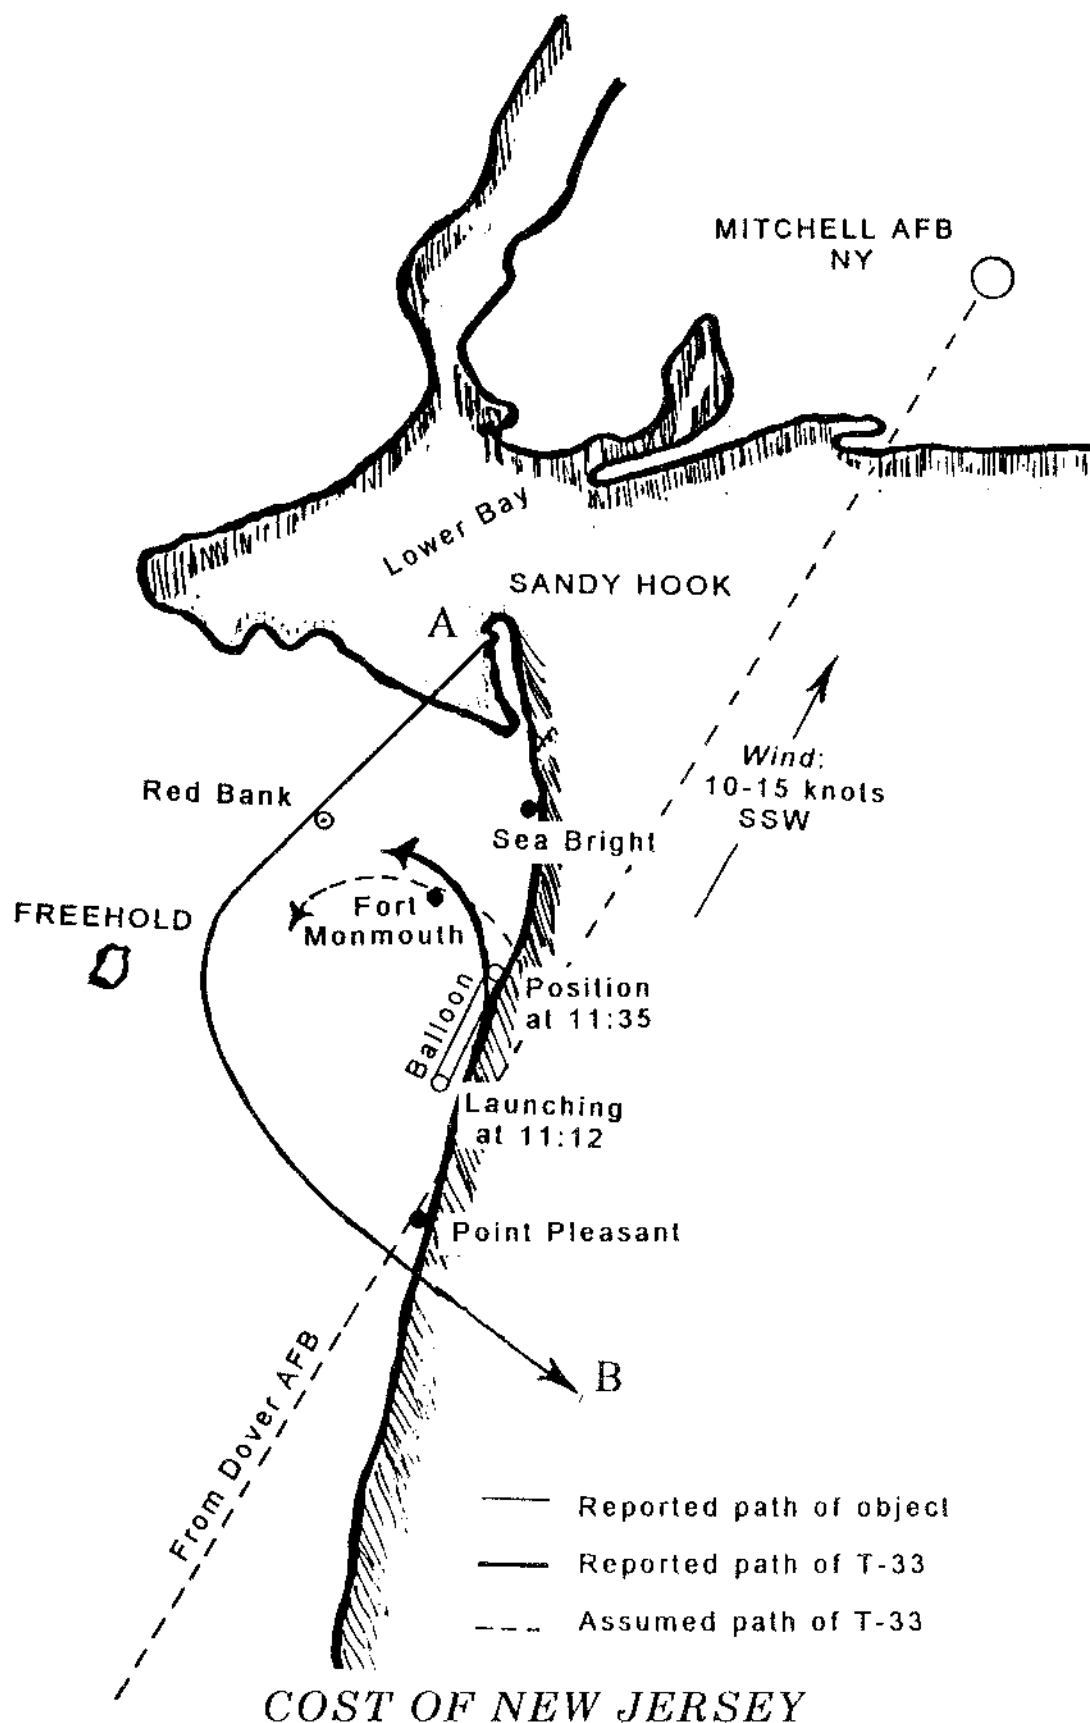 MITCHELL AFB
NY
Lower Bay
SANDY HOOK
A
Wind:
10-15 knots
SSW
Red Bank
Sea Bright
FREEHOLD
Fort
Monmouth
Balloon
Position
at 11:35
Launching
at 11:12
Point Pleasant
From Dover AFB
B
Reported path of object
Reported path of T-33
Assumed path of T-33
COST OF NEW JERSEY